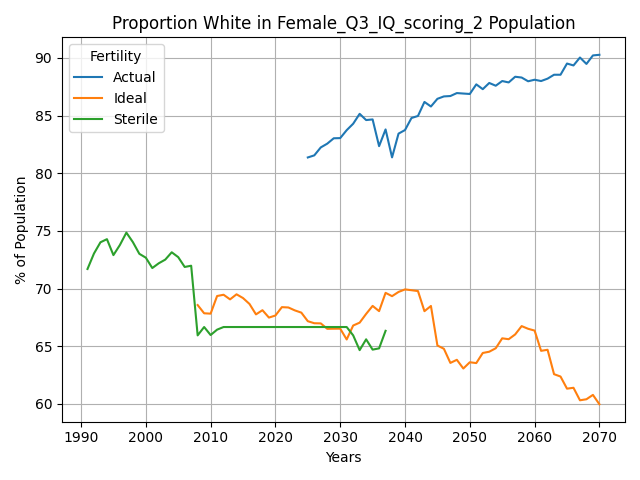 Proportion White in Female_Q3_IQ_scoring_2 Population
Fertility
Actual
Ideal
Sterile
% of Population
90
85
80
75
70
65
60
1990 2000 2010 2020 2030 2040 2050 2060 2070
Years